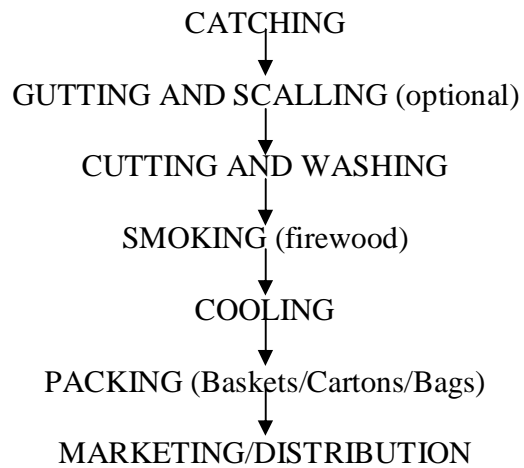 CATCHING
GUTTING AND SCALLING (optional)
CUTTING AND WASHING
SMOKING (firewood)
COOLING
PACKING (Baskets/Cartons/Bags)
MARKETING/DISTRIBUTION